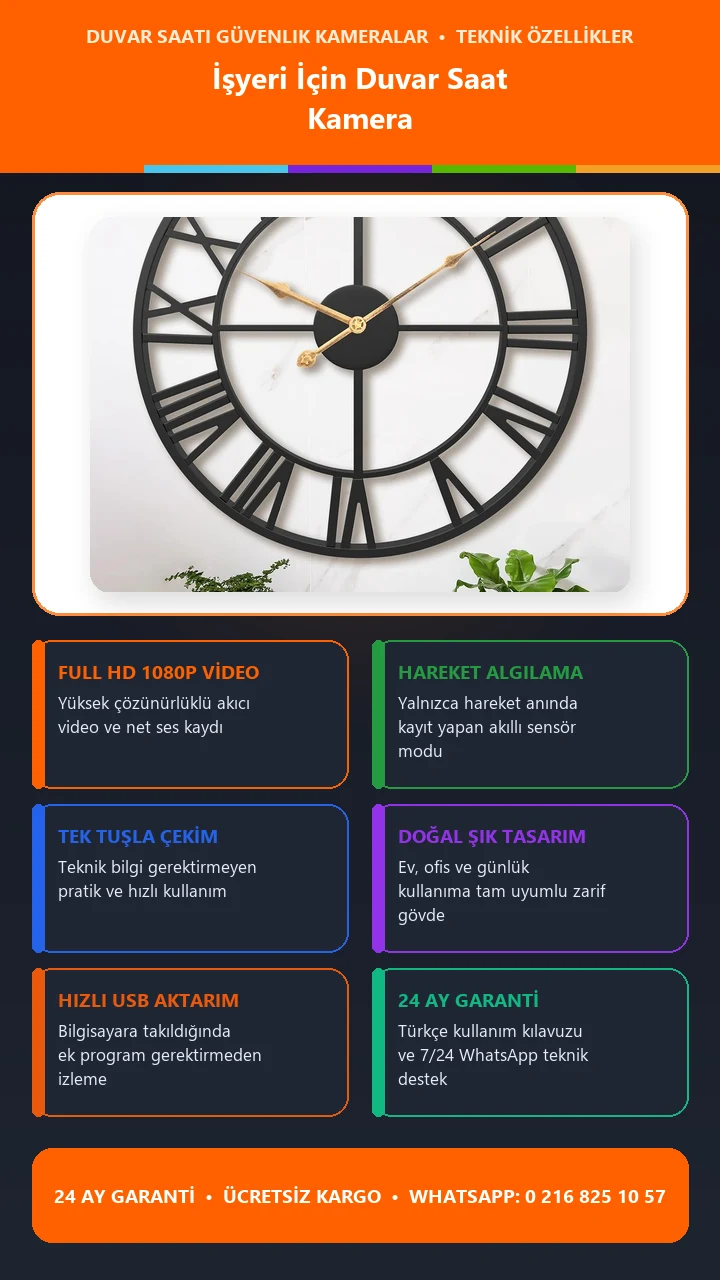 DUVAR SAATI GÜVENLIK KAMERALAR • TEKNİK ÖZELLİKLER
İşyeri İçin Duvar Saat
Kamera
FULL HD 1080P VİDEO
Yüksek çözünürlüklü akıcı
video ve net ses kaydı
HAREKET ALGILAMA
Yalnızca hareket anında
kayıt yapan akıllı sensör
modu
TEK TUŞLA ÇEKİM
Teknik bilgi gerektirmeyen
pratik ve hızlı kullanım
DOĞAL ŞIK TASARIM
Ev, ofis ve günlük
kullanıma tam uyumlu zarif
gövde
HIZLI USB AKTARIM
Bilgisayara takıldığında
ek program gerektirmeden
izleme
24 AY GARANTİ
Türkçe kullanım kılavuzu
ve 7/24 WhatsApp teknik
destek
24 AY GARANTİ • ÜCRETSİZ KARGO • WHATSAPP: 0 216 825 10 57